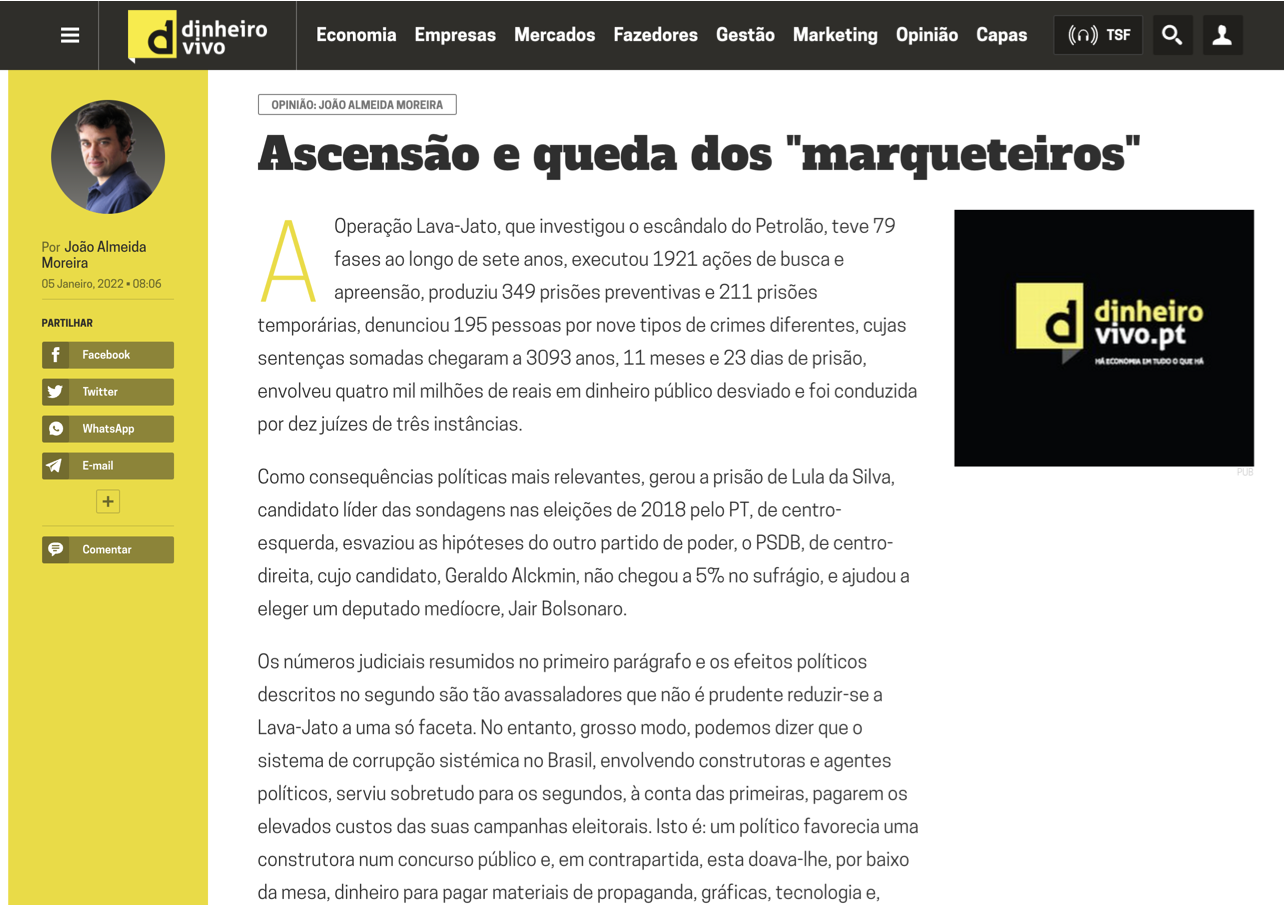 dinheiro
vivo
Economia Empresas Mercados Fazedores Gestão Marketing Opinião Capas TSF
Por João Almeida
Moreira
05 Janeiro, 2022 • 08:06
PARTILHAR
Facebook
Twitter
WhatsApp
E-mail
+
Comentar
OPINIÃO: JOÃO ALMEIDA MOREIRA
Ascensão e queda dos "marqueteiros"
A Operação Lava-Jato, que investigou o escândalo do Petrolão, teve 79
fases ao longo de sete anos, executou 1921 ações de busca e
apreensão, produziu 349 prisões preventivas e 211 prisões
temporárias, denunciou 195 pessoas por nove tipos de crimes diferentes, cujas
sentenças somadas chegaram a 3093 anos, 11 meses e 23 dias de prisão,
envolveu quatro mil milhões de reais em dinheiro público desviado e foi conduzida
por dez juízes de três instâncias.
Como consequências políticas mais relevantes, gerou a prisão de Lula da Silva,
candidato líder das sondagens nas eleições de 2018 pelo PT, de centro-
esquerda, esvaziou as hipóteses do outro partido de poder, o PSDB, de centro-
direita, cujo candidato, Geraldo Alckmin, não chegou a 5% no sufrágio, e ajudou a
eleger um deputado medíocre, Jair Bolsonaro.
Os números judiciais resumidos no primeiro parágrafo e os efeitos políticos
descritos no segundo são tão avassaladores que não é prudente reduzir-se a
Lava-Jato a uma só faceta. No entanto, grosso modo, podemos dizer que o
sistema de corrupção sistémica no Brasil, envolvendo construtoras e agentes
políticos, serviu sobretudo para os segundos, à conta das primeiras, pagarem os
elevados custos das suas campanhas eleitorais. Isto é: um político favorecia uma
construtora num concurso público e, em contrapartida, esta doava-lhe, por baixo
da mesa, dinheiro para pagar materiais de propaganda, gráficas, tecnologia e,
d dinheiro
vivo.pt
HÁ ECONOMIA EM TUDO O QUE HÁ
PUB